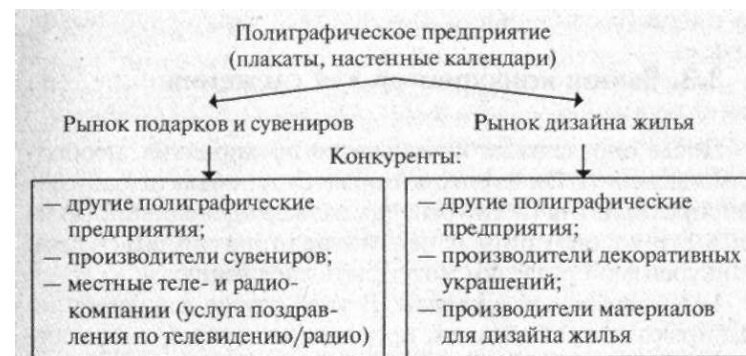 Полиграфическое предприятие
(плакаты, настенные календари)
Рынок подарков и сувениров
Рынок дизайна жилья
Конкуренты:
— другие полиграфические
предприятия;
— производители сувениров;
— местные теле- и радио-
компании (услуга поздрав-
ления по телевидению/радио)
— другие полиграфические
предприятия;
— производители декоративных
украшений;
— производители материалов
для дизайна жилья